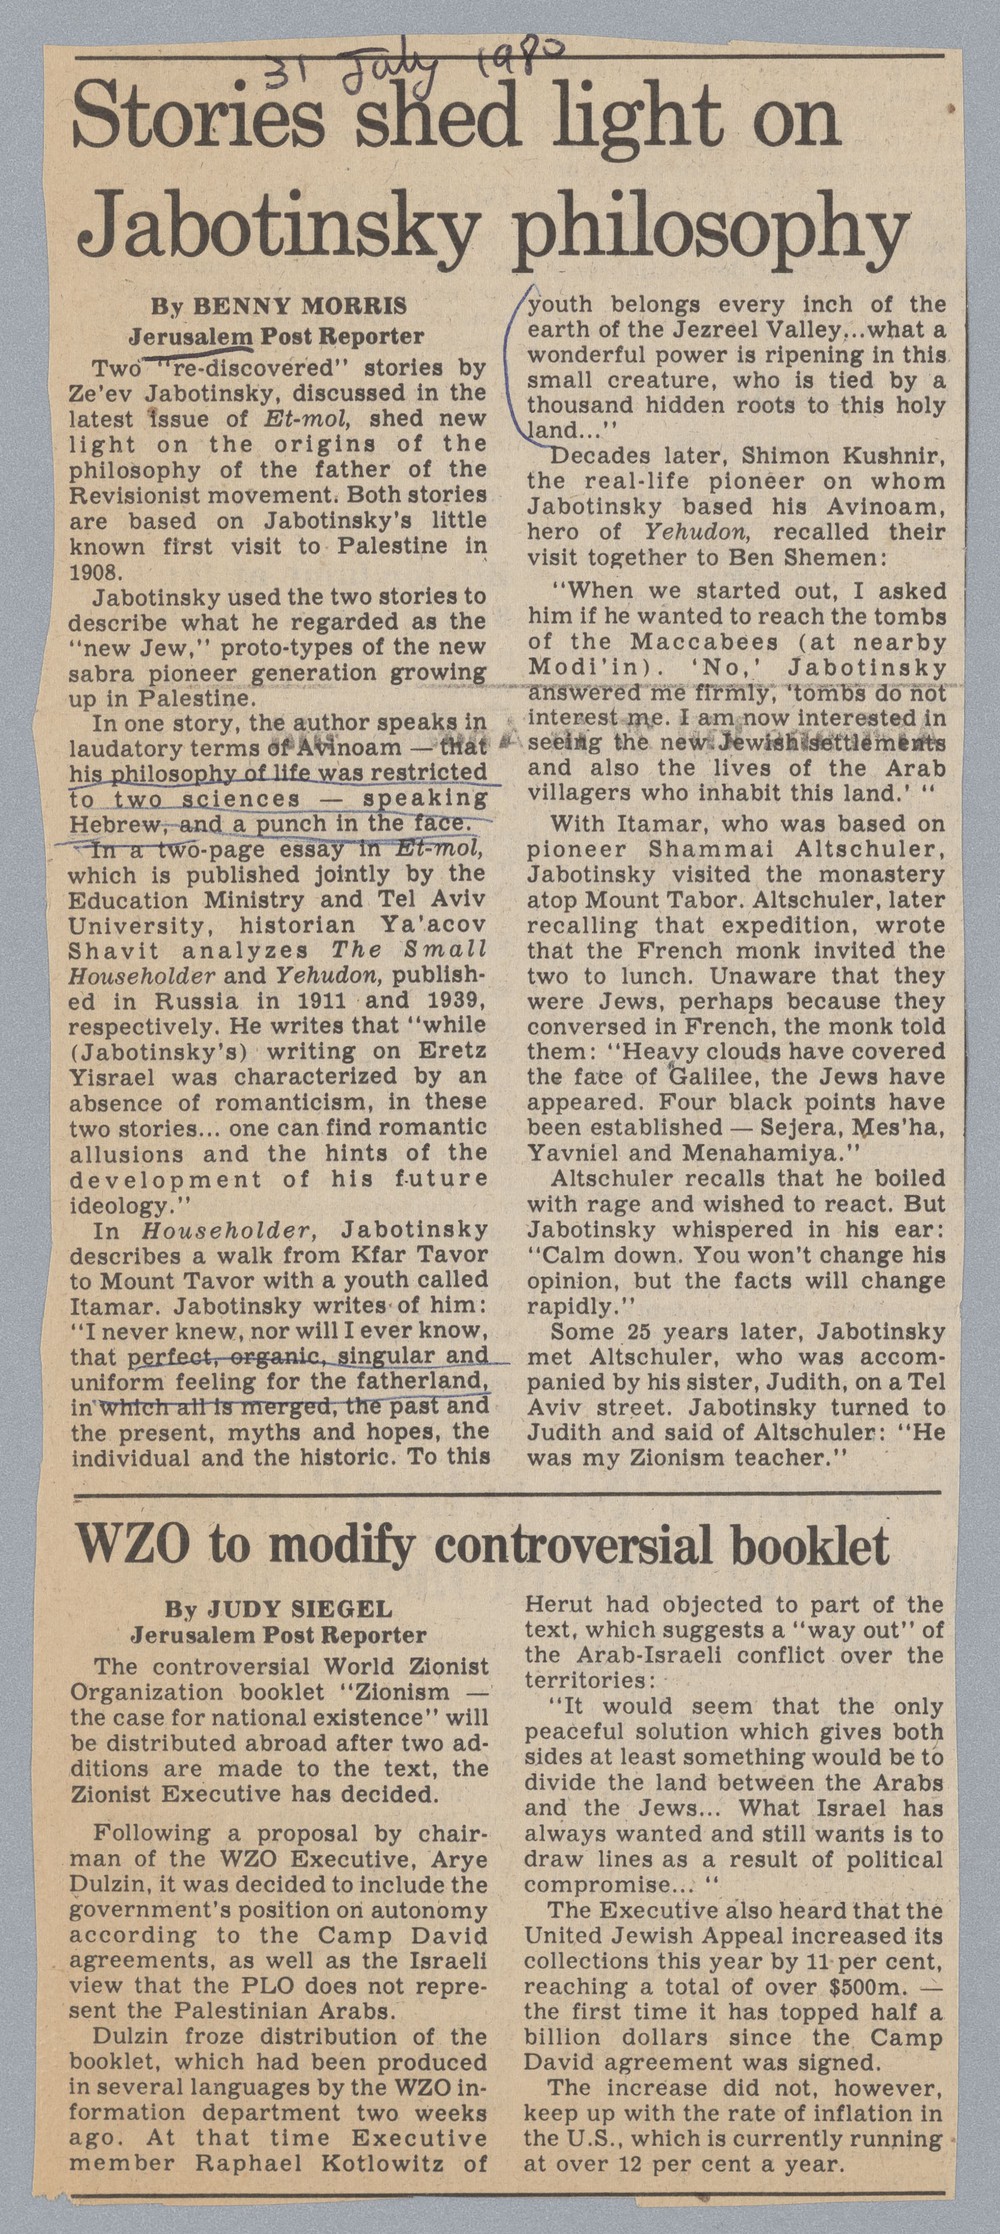 31 July 1980
Stories shed light on
Jabotinsky philosophy
By BENNY MORRIS
Jerusalem Post Reporter
Two "re-discovered" stories by
Ze'ev Jabotinsky, discussed in the
latest issue of Et-mol, shed new
light on the origins of the
philosophy of the father of the
Revisionist movement. Both stories
are based on Jabotinsky's little
known first visit to Palestine in
1908.
Jabotinsky used the two stories to
describe what he regarded as the
"new Jew," proto-types of the new
sabra pioneer generation growing
up in Palestine.
In one story, the author speaks in
laudatory terms of Avinoam — that
his philosophy of life was restricted
to two sciences — speaking
Hebrew, and a punch in the face.
In a two-page essay in Et-mol,
which is published jointly by the
Education Ministry and Tel Aviv
University, historian Ya'acov
Shavit analyzes The Small
Householder and Yehudon, publish-
ed in Russia in 1911 and 1939,
respectively. He writes that "while
(Jabotinsky's) writing on Eretz
Yisrael was characterized by an
absence of romanticism, in these
two stories... one can find romantic
allusions and the hints of the
development of his future
ideology."
In Householder, Jabotinsky
describes a walk from Kfar Tavor
to Mount Tavor with a youth called
Itamar. Jabotinsky writes of him:
"I never knew, nor will I ever know,
that perfect, organic, singular and
uniform feeling for the fatherland,
in which all is merged, the past and
the present, myths and hopes, the
individual and the historic. To this
youth belongs every inch of the
earth of the Jezreel Valley...what a
wonderful power is ripening in this
small creature, who is tied by a
thousand hidden roots to this holy
land..."
Decades later, Shimon Kushnir,
the real-life pioneer on whom
Jabotinsky based his Avinoam,
hero of Yehudon, recalled their
visit together to Ben Shemen:
"When we started out, I asked
him if he wanted to reach the tombs
of the Maccabees (at nearby
Modi'in). 'No,' Jabotinsky
answered me firmly, 'tombs do not
interest me. I am now interested in
seeing the new Jewish settlements
and also the lives of the Arab
villagers who inhabit this land.' "
With Itamar, who was based on
pioneer Shammai Altschuler,
Jabotinsky visited the monastery
atop Mount Tabor. Altschuler, later
recalling that expedition, wrote
that the French monk invited the
two to lunch. Unaware that they
were Jews, perhaps because they
conversed in French, the monk told
them: "Heavy clouds have covered
the face of Galilee, the Jews have
appeared. Four black points have
been established — Sejera, Mes'ha,
Yavniel and Menahamiya."
Altschuler recalls that he boiled
with rage and wished to react. But
Jabotinsky whispered in his ear:
"Calm down. You won't change his
opinion, but the facts will change
rapidly."
Some 25 years later, Jabotinsky
met Altschuler, who was accom-
panied by his sister, Judith, on a Tel
Aviv street. Jabotinsky turned to
Judith and said of Altschuler: "He
was my Zionism teacher."
WZO to modify controversial booklet
By JUDY SIEGEL
Jerusalem Post Reporter
The controversial World Zionist
Organization booklet "Zionism —
the case for national existence" will
be distributed abroad after two ad-
ditions are made to the text, the
Zionist Executive has decided.
Following a proposal by chair-
man of the WZO Executive, Arye
Dulzin, it was decided to include the
government's position on autonomy
according to the Camp David
agreements, as well as the Israeli
view that the PLO does not repre-
sent the Palestinian Arabs.
Dulzin froze distribution of the
booklet, which had been produced
in several languages by the WZO in-
formation department two weeks
ago. At that time Executive
member Raphael Kotlowitz of
Herut had objected to part of the
text, which suggests a "way out" of
the Arab-Israeli conflict over the
territories:
"It would seem that the only
peaceful solution which gives both
sides at least something would be to
divide the land between the Arabs
and the Jews... What Israel has
always wanted and still wants is to
draw lines as a result of political
compromise... "
The Executive also heard that the
United Jewish Appeal increased its
collections this year by 11 per cent,
reaching a total of over $500m. —
the first time it has topped half a
billion dollars since the Camp
David agreement was signed.
The increase did not, however,
keep up with the rate of inflation in
the U.S., which is currently running
at over 12 per cent a year.